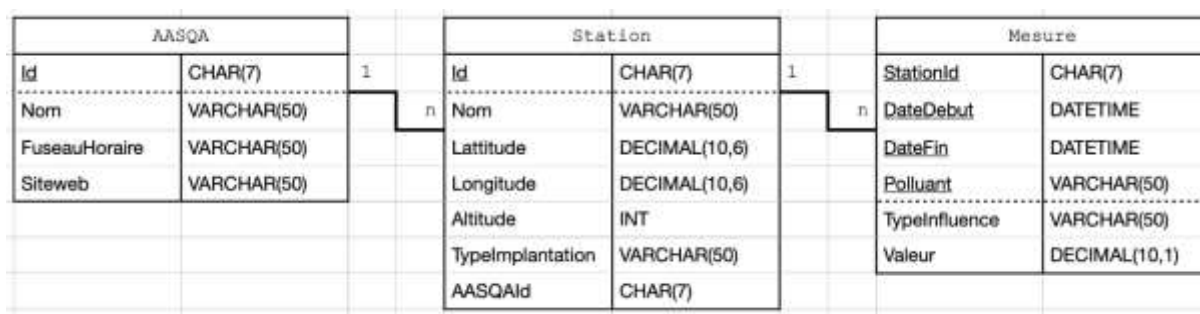 AASQA
Id CHAR(7)
Nom VARCHAR(50)
FuseauHoraire VARCHAR(50)
Siteweb VARCHAR(50)
1
n
Station
Id CHAR(7)
Nom VARCHAR(50)
Lattitude DECIMAL(10,6)
Longitude DECIMAL(10,6)
Altitude INT
TypeImplantation VARCHAR(50)
AASQAId CHAR(7)
1
n
Mesure
StationId CHAR(7)
DateDebut DATETIME
DateFin DATETIME
Polluant VARCHAR(50)
TypeInfluence VARCHAR(50)
Valeur DECIMAL(10,1)